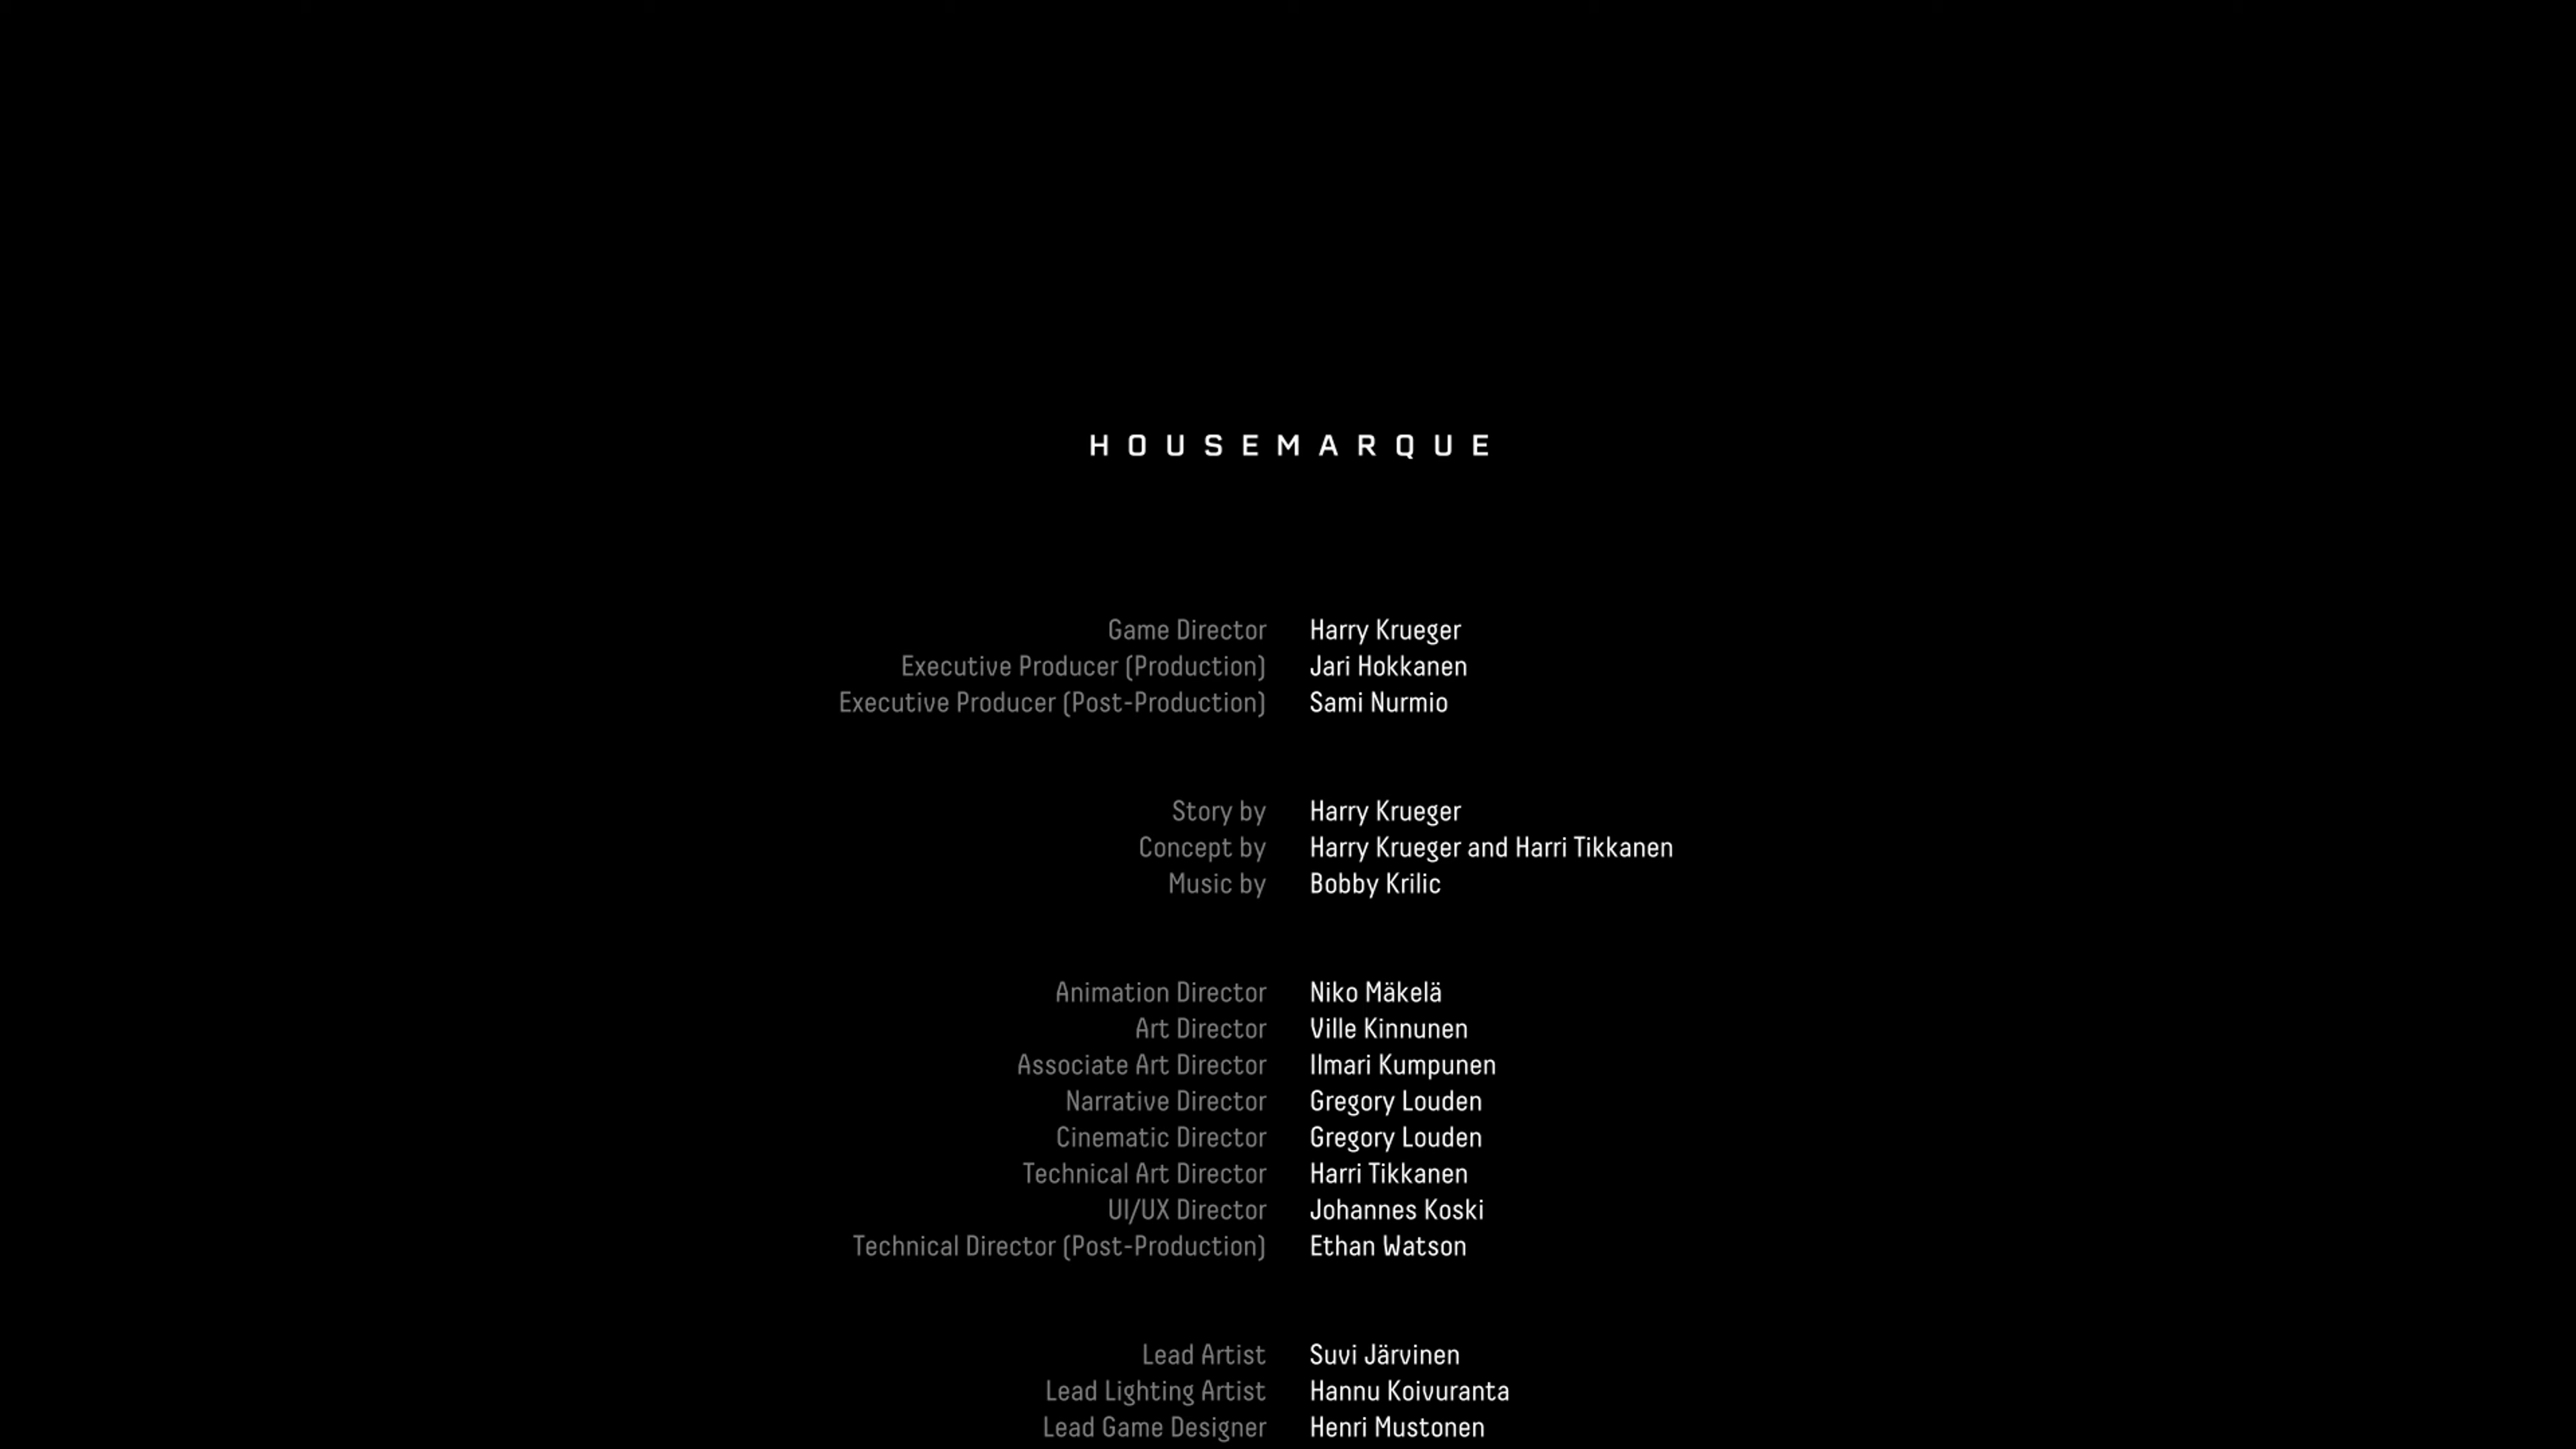 HOUSEMARQUE
Game Director Harry Krueger
Executive Producer (Production) Jari Hokkanen
Executive Producer (Post-Production) Sami Nurmio
Story by Harry Krueger
Concept by Harry Krueger and Harri Tikkanen
Music by Bobby Krilic
Animation Director Niko Mäkelä
Art Director Ville Kinnunen
Associate Art Director Ilmari Kumpunen
Narrative Director Gregory Louden
Cinematic Director Gregory Louden
Technical Art Director Harri Tikkanen
UI/UX Director Johannes Koski
Technical Director (Post-Production) Ethan Watson
Lead Artist Suvi Järvinen
Lead Lighting Artist Hannu Koivuranta
Lead Game Designer Henri Mustonen